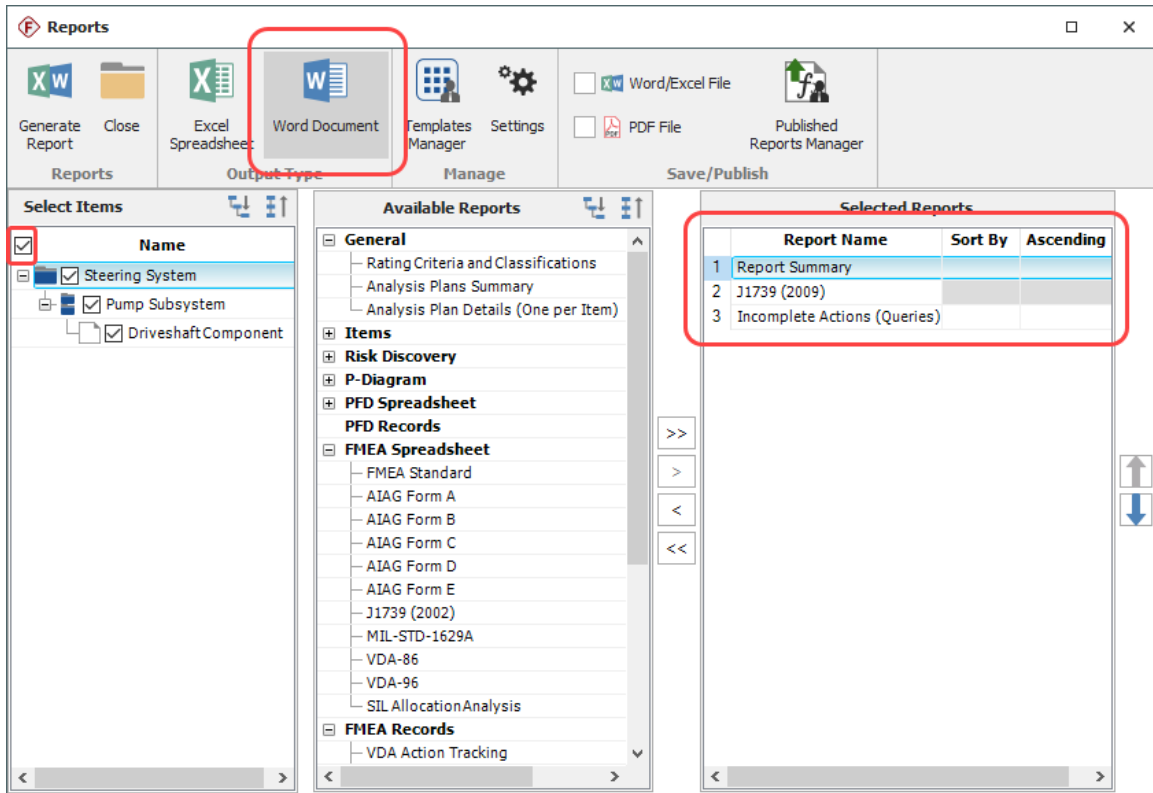 Reports
Generate Report
Close
Excel Spreadsheet
Word Document
Templates Manager
Settings
Word/Excel File
PDF File
Published Reports Manager
Reports
Output Type
Manage
Save/Publish
Select Items
Name
Steering System
Pump Subsystem
Driveshaft Component
Available Reports
General
Rating Criteria and Classifications
Analysis Plans Summary
Analysis Plan Details (One per Item)
Items
Risk Discovery
P-Diagram
PFD Spreadsheet
PFD Records
FMEA Spreadsheet
FMEA Standard
AIAG Form A
AIAG Form B
AIAG Form C
AIAG Form D
AIAG Form E
J1739 (2002)
MIL-STD-1629A
VDA-86
VDA-96
SIL Allocation Analysis
FMEA Records
VDA Action Tracking
>>
>
<
<<
Selected Reports
Report Name Sort By Ascending
1 Report Summary
2 J1739 (2009)
3 Incomplete Actions (Queries)